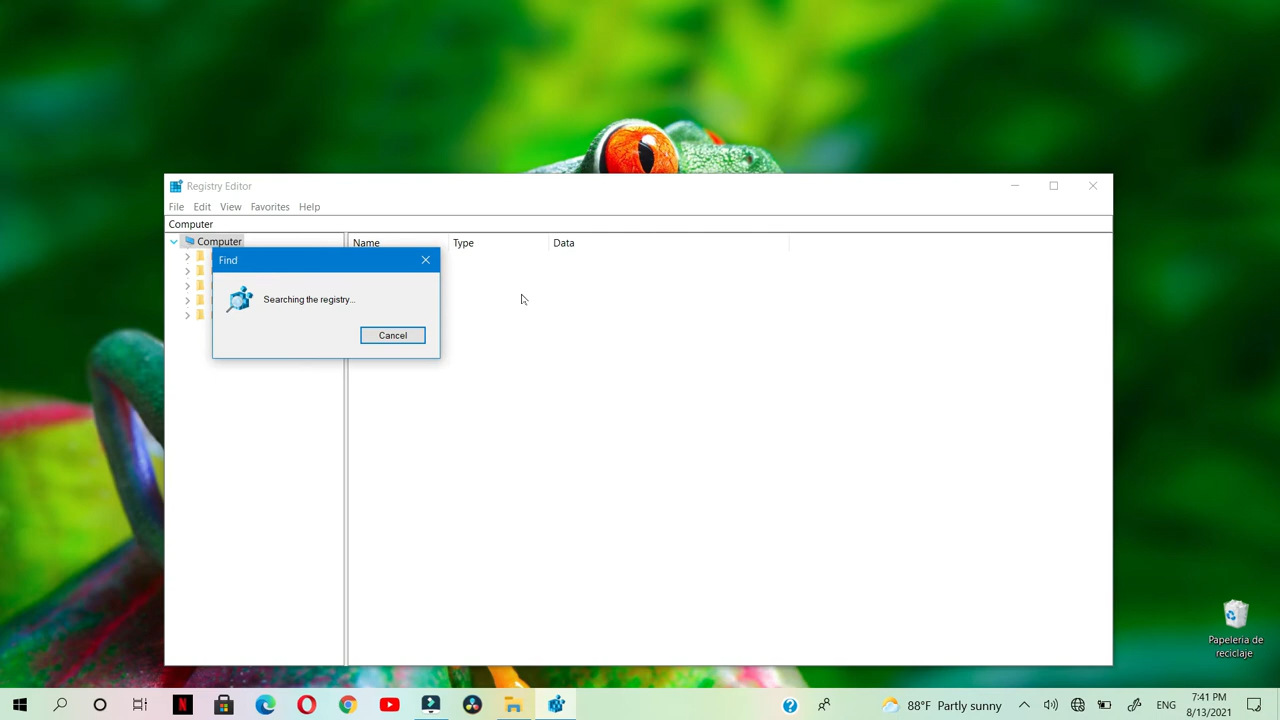 Registry Editor
File Edit View Favorites Help
Computer
Computer
Name Type Data
Find
Searching the registry...
Cancel
Papelería de
reciclaje
N
88°F Partly sunny
ENG
7:41 PM
8/13/2021